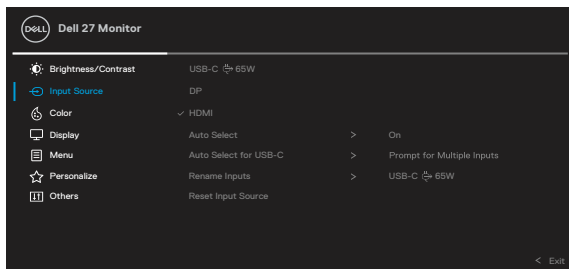 DELL Dell 27 Monitor
Brightness/Contrast USB-C 65W
Input Source DP
Color ✓ HDMI
Display Auto Select > On
Menu Auto Select for USB-C > Prompt for Multiple Inputs
Personalize Rename Inputs > USB-C 65W
Others Reset Input Source
< Exit